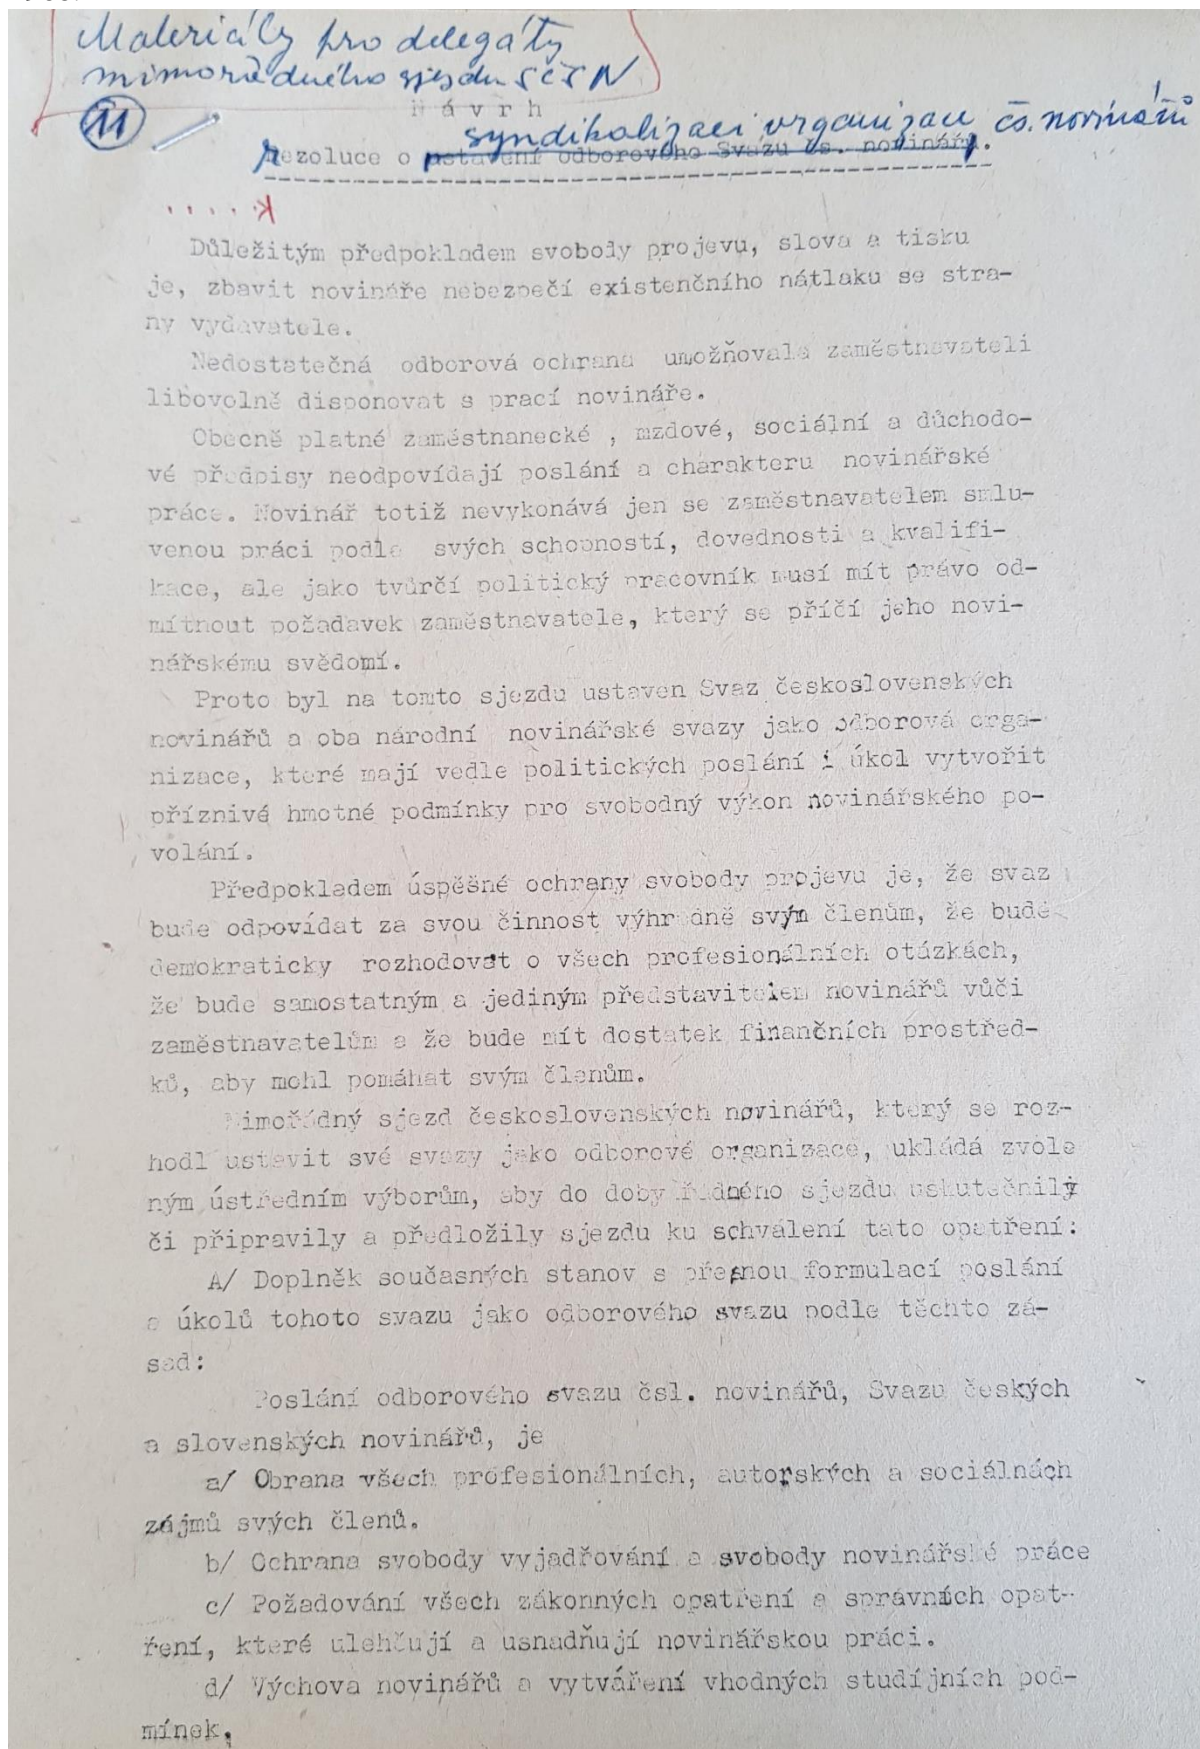 Materiály pro delegáty
mimořádného sjezdu SČSN
11
Návrh
syndikalizaci organizací čs. novinářů
Rezoluce o ustavení odborového Svazu čs. novinářů.
Důležitým předpokladem svobody projevu, slova a tisku
je, zbavit novináře nebezpečí existenčního nátlaku se stra-
ny vydavatele.
Nedostatečná odborová ochrana umožňovala zaměstnavateli
libovolně disponovat s prací novináře.
Obecně platné zaměstnanecké , mzdové, sociální a důchodo-
vé předpisy neodpovídají poslání a charakteru novinářské
práce. Novinář totiž nevykonává jen se zaměstnavatelem smlu-
venou práci podle svých schopností, dovednosti a kvalifi-
kace, ale jako tvůrčí politický pracovník musí mít právo od-
mítnout požadavek zaměstnavatele, který se příčí jeho novi-
nářskému svědomí.
Proto byl na tomto sjezdu ustaven Svaz československých
novinářů a oba národní novinářské svazy jako odborová orga-
nizace, které mají vedle politických poslání i úkol vytvořit
příznivé hmotné podmínky pro svobodný výkon novinářského po-
volání.
Předpokladem úspěšné ochrany svobody projevu je, že svaz
bude odpovídat za svou činnost výhradně svým členům, že bude
demokraticky rozhodovat o všech profesionálních otázkách,
že bude samostatným a jediným představitelem novinářů vůči
zaměstnavatelům a že bude mít dostatek finančních prostřed-
ků, aby mohl pomáhat svým členům.
Mimořádný sjezd československých novinářů, který se roz-
hodl ustavit své svazy jako odborové organizace, ukládá zvole
ným ústředním výborům, aby do doby řádného sjezdu uskutečnily
či připravily a předložily sjezdu ku schválení tato opatření:
A/ Doplněk současných stanov s přesnou formulací poslání
a úkolů tohoto svazu jako odborového svazu podle těchto zá-
sad:
Poslání odborového svazu čsl. novinářů, Svazu českých
a slovenských novinářů, je
a/ Obrana všech profesionálních, autorských a sociálnách
zájmů svých členů.
b/ Ochrana svobody vyjadřování a svobody novinářské práce
c/ Požadování všech zákonných opatření a správních opat-
ření, které ulehčují a usnadňují novinářskou práci.
d/ Výchova novinářů a vytváření vhodných studíjních pod-
mínek,